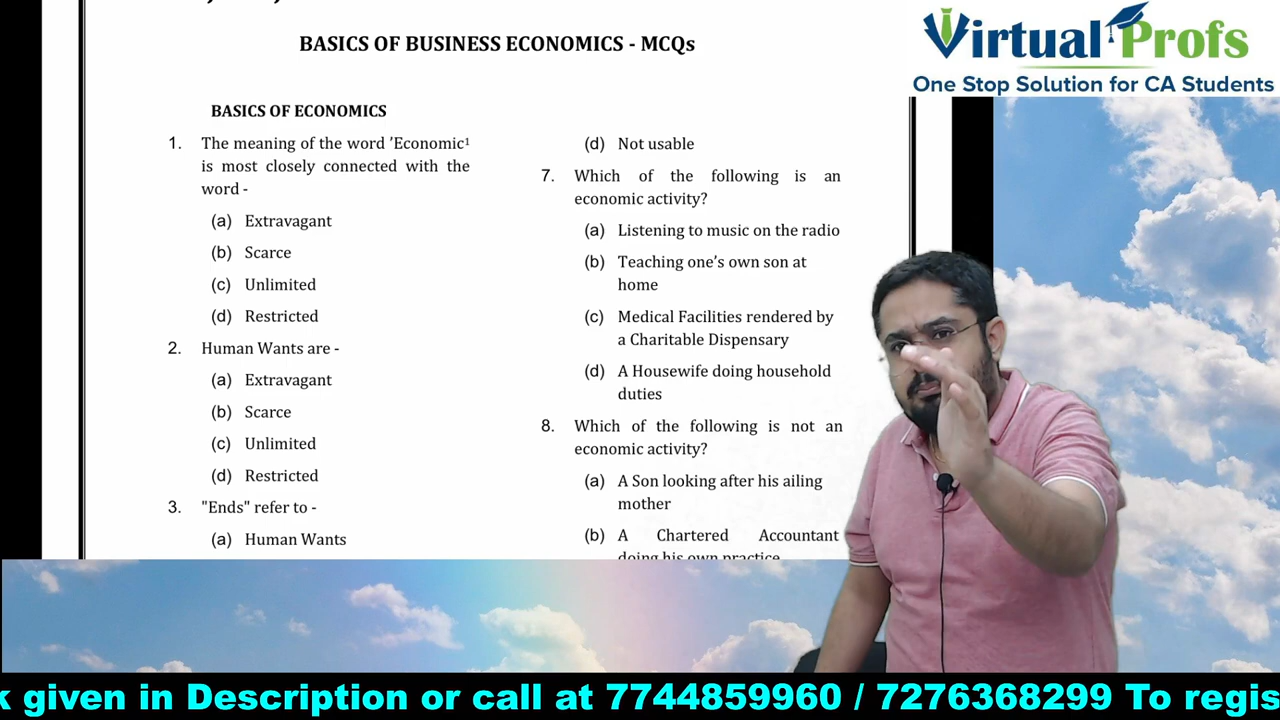 Virtual Profs
One Stop Solution for CA Students
BASICS OF BUSINESS ECONOMICS - MCQs
BASICS OF ECONOMICS
1. The meaning of the word ’Economic¹
is most closely connected with the
word -
(a) Extravagant
(b) Scarce
(c) Unlimited
(d) Restricted
2. Human Wants are -
(a) Extravagant
(b) Scarce
(c) Unlimited
(d) Restricted
3. "Ends" refer to -
(a) Human Wants
(d) Not usable
7. Which of the following is an
economic activity?
(a) Listening to music on the radio
(b) Teaching one’s own son at
home
(c) Medical Facilities rendered by
a Charitable Dispensary
(d) A Housewife doing household
duties
8. Which of the following is not an
economic activity?
(a) A Son looking after his ailing
mother
(b) A Chartered Accountant
doing his own practice
given in Description or call at 7744859960 / 7276368299 To